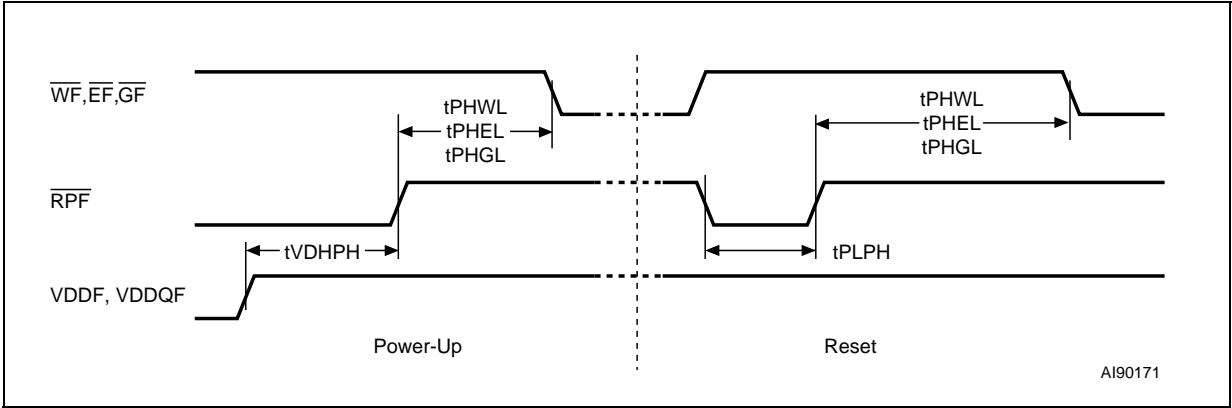 WF,EF,GF
tPHWL
tPHEL
tPHGL
tPHWL
tPHEL
tPHGL
RPF
tVDHPH
tPLPH
VDDF, VDDQF
Power-Up
Reset
AI90171